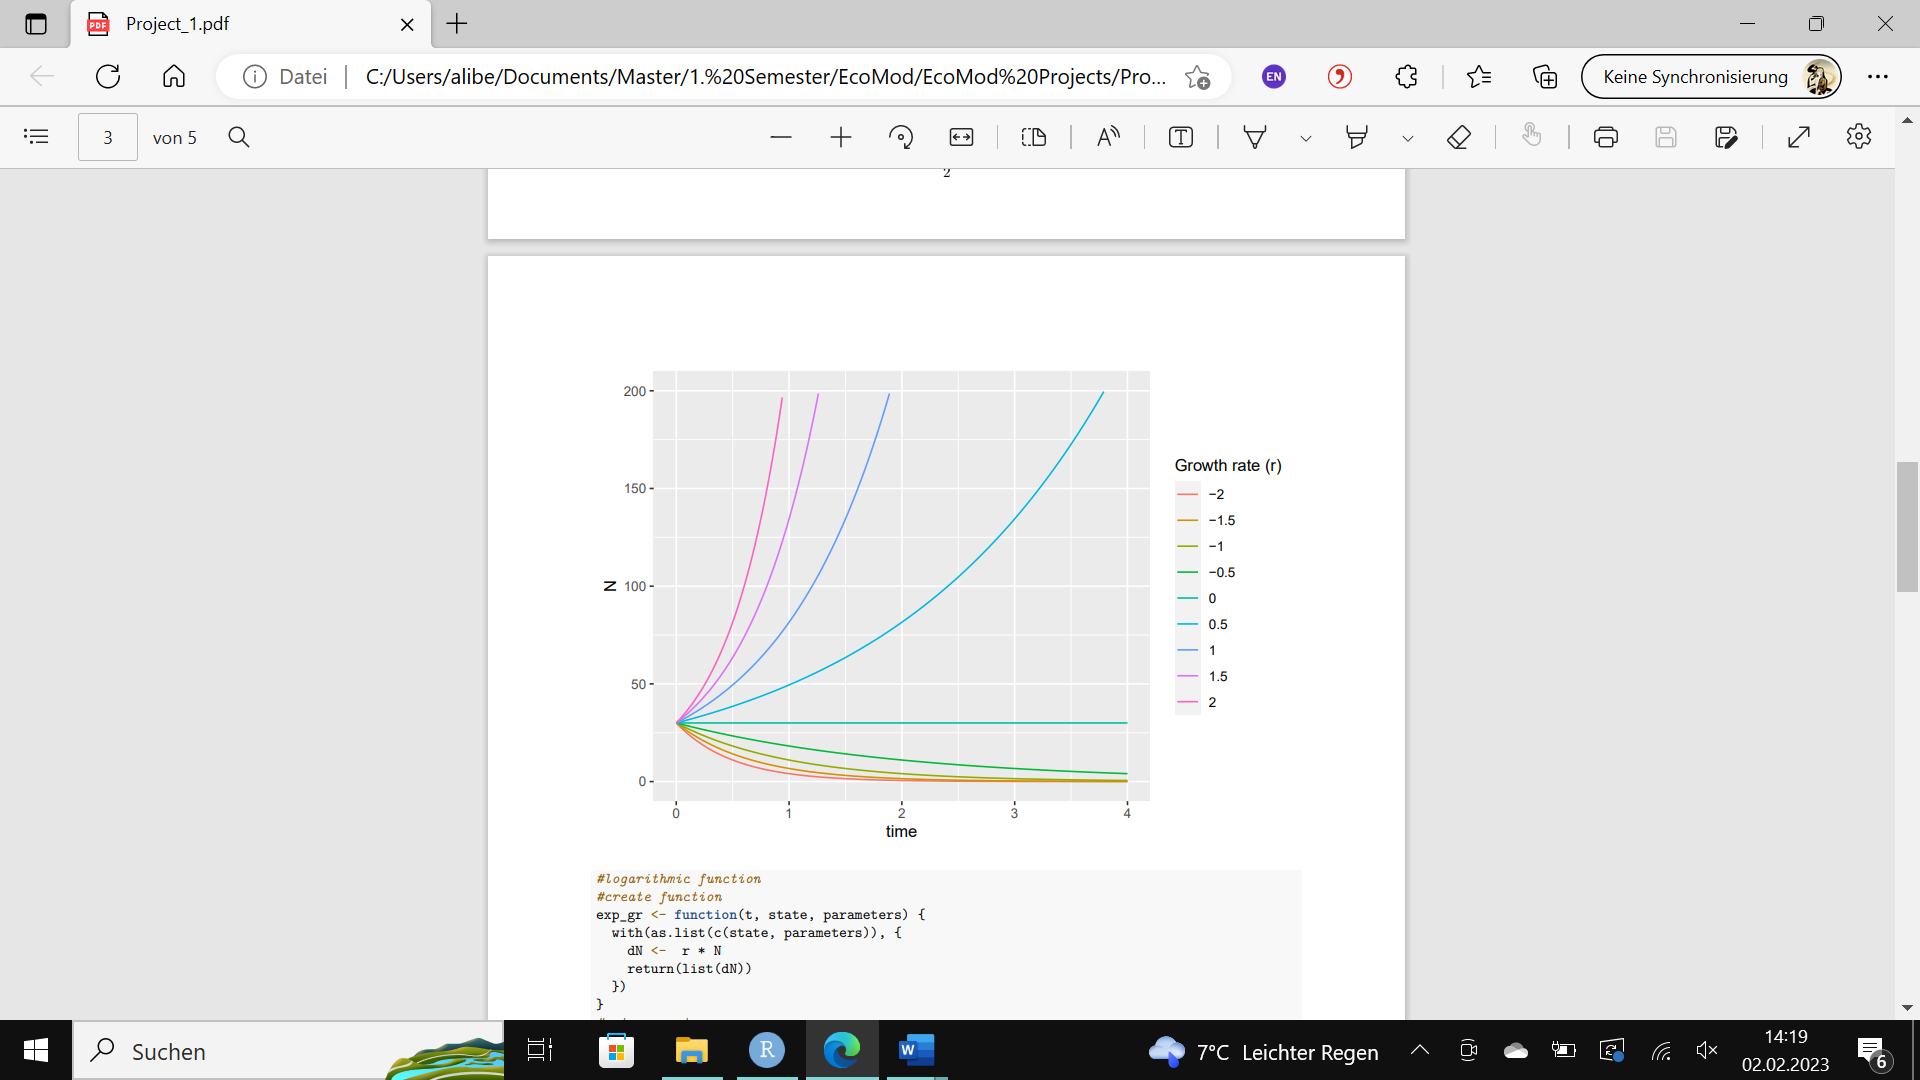 Project_1.pdf
Datei
C:/Users/alibe/Documents/Master/1.%20Semester/EcoMod/EcoMod%20Projects/Pro...
EN
Keine Synchronisierung
3 von 5
2
200
150
100
50
0
N
0 1 2 3 4
time
Growth rate (r)
−2
−1.5
−1
−0.5
0
0.5
1
1.5
2
#logarithmic function
#create function
exp_gr <- function(t, state, parameters) {
with(as.list(c(state, parameters)), {
dN <- r * N
return(list(dN))
})
}
Suchen
7°C Leichter Regen
14:19
02.02.2023
6